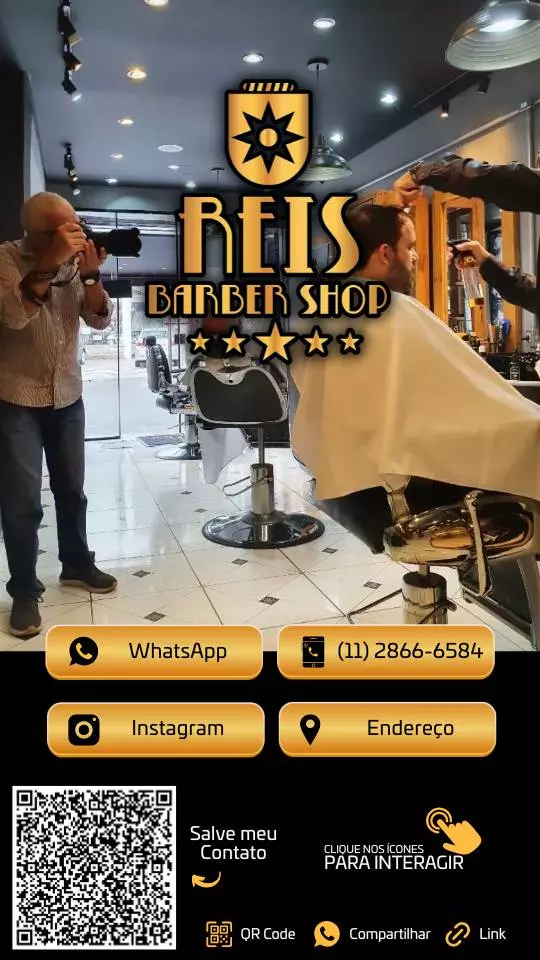 REIS
BARBER SHOP
WhatsApp
(11) 2866-6584
Instagram
Endereço
Salve meu
Contato
CLIQUE NOS ÍCONES
PARA INTERAGIR
QR Code
Compartilhar
Link